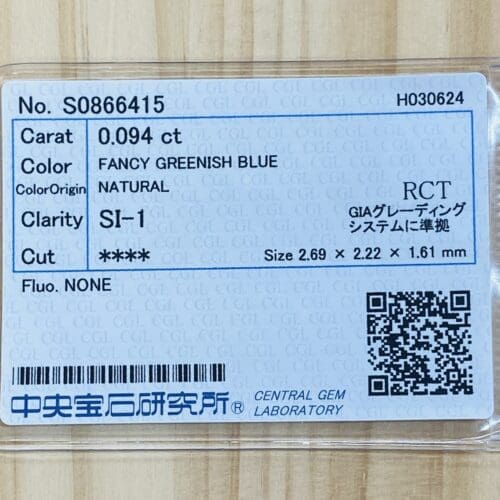 No. S0866415 H030624
Carat 0.094 ct
Color FANCY GREENISH BLUE
ColorOrigin NATURAL
RCT
Clarity SI-1
GIAグレーディング
システムに準拠
Cut ****
Size 2.69 × 2.22 × 1.61 mm
Fluo. NONE
中央宝石研究所® CENTRAL GEM
LABORATORY